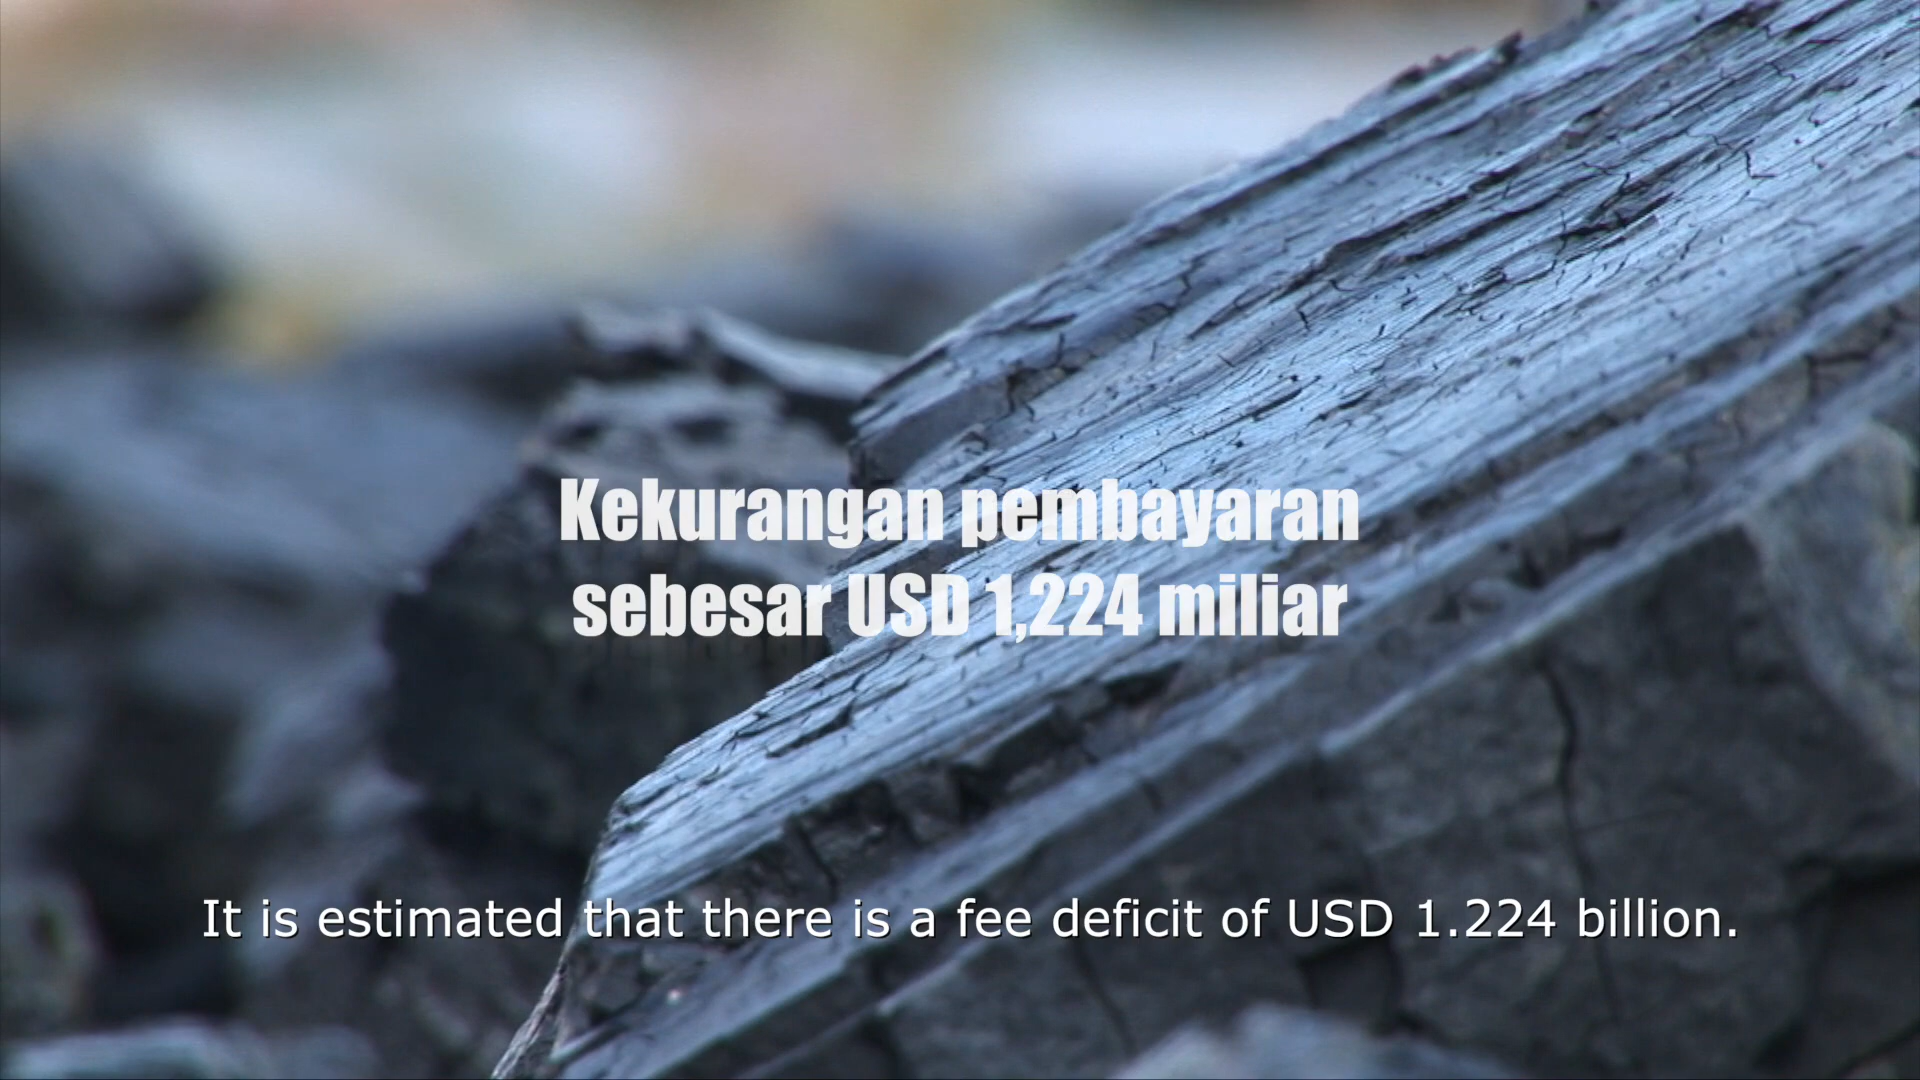 Kekurangan pembayaran
sebesar USD 1,224 miliar
It is estimated that there is a fee deficit of USD 1.224 billion.